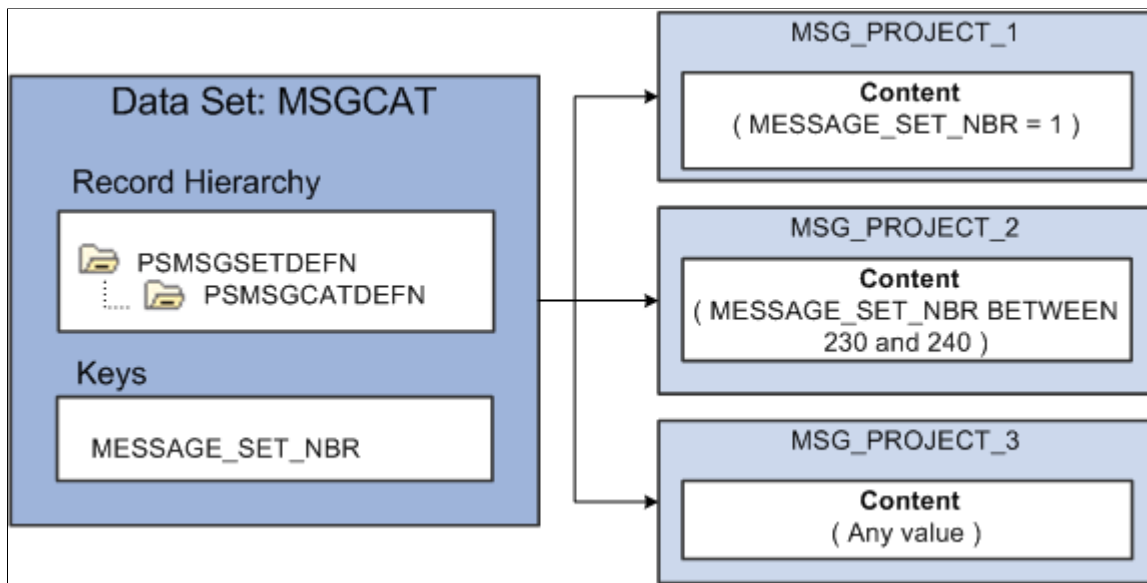 Data Set: MSGCAT
Record Hierarchy
PSMSGSETDEFN
PSMSGCATDEFN
Keys
MESSAGE_SET_NBR
MSG_PROJECT_1
Content
( MESSAGE_SET_NBR = 1 )
MSG_PROJECT_2
Content
( MESSAGE_SET_NBR BETWEEN
230 and 240 )
MSG_PROJECT_3
Content
( Any value )